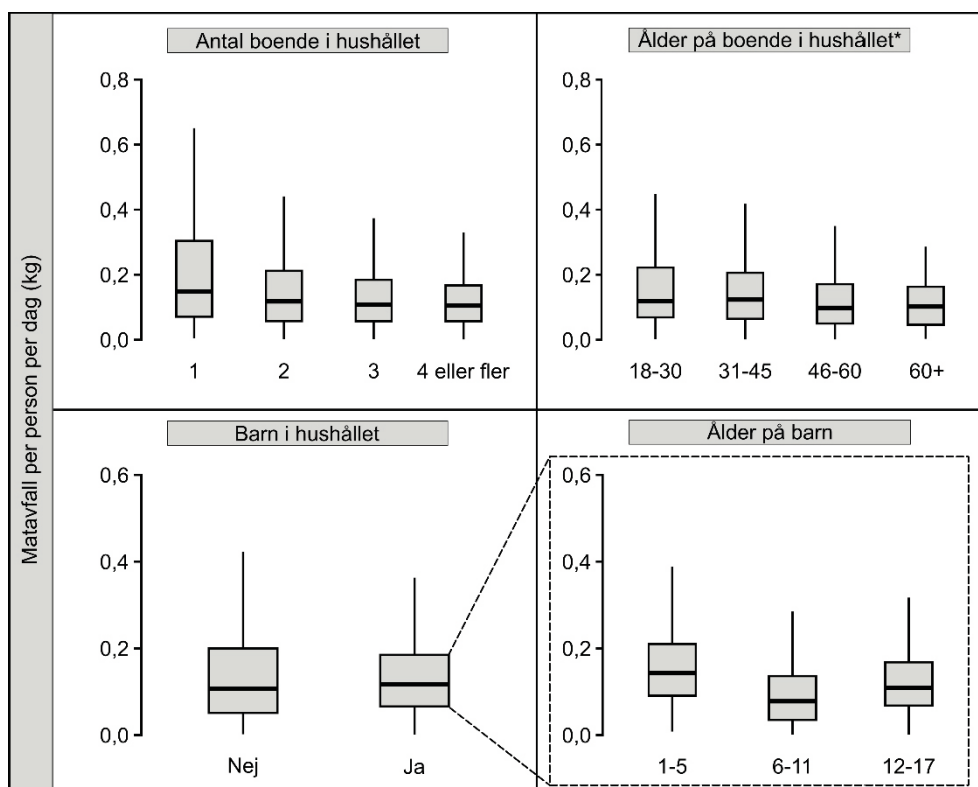 Matavfall per person per dag (kg)
Antal boende i hushållet
0,8
0,6
0,4
0,2
0,0
1 2 3 4 eller fler
Ålder på boende i hushållet*
0,8
0,6
0,4
0,2
0,0
18-30 31-45 46-60 60+
Barn i hushållet
0,6
0,4
0,2
0,0
Nej Ja
Ålder på barn
0,6
0,4
0,2
0,0
1-5 6-11 12-17